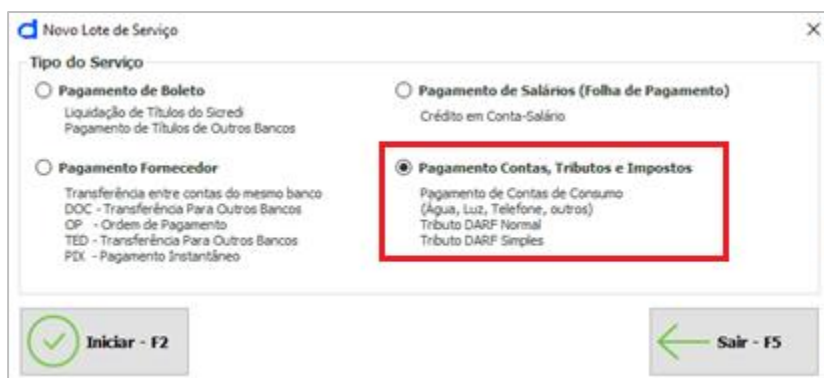 Novo Lote de Serviço
Tipo do Serviço
Pagamento de Boleto
Liquidação de Títulos do Sicredi
Pagamento de Títulos de Outros Bancos
Pagamento de Salários (Folha de Pagamento)
Crédito em Conta-Salário
Pagamento Fornecedor
Transferência entre contas do mesmo banco
DOC - Transferência Para Outros Bancos
OP - Ordem de Pagamento
TED - Transferência Para Outros Bancos
PIX - Pagamento Instantâneo
Pagamento Contas, Tributos e Impostos
Pagamento de Contas de Consumo
(Água, Luz, Telefone, outros)
Tributo DARF Normal
Tributo DARF Simples
Iniciar - F2
Sair - F5